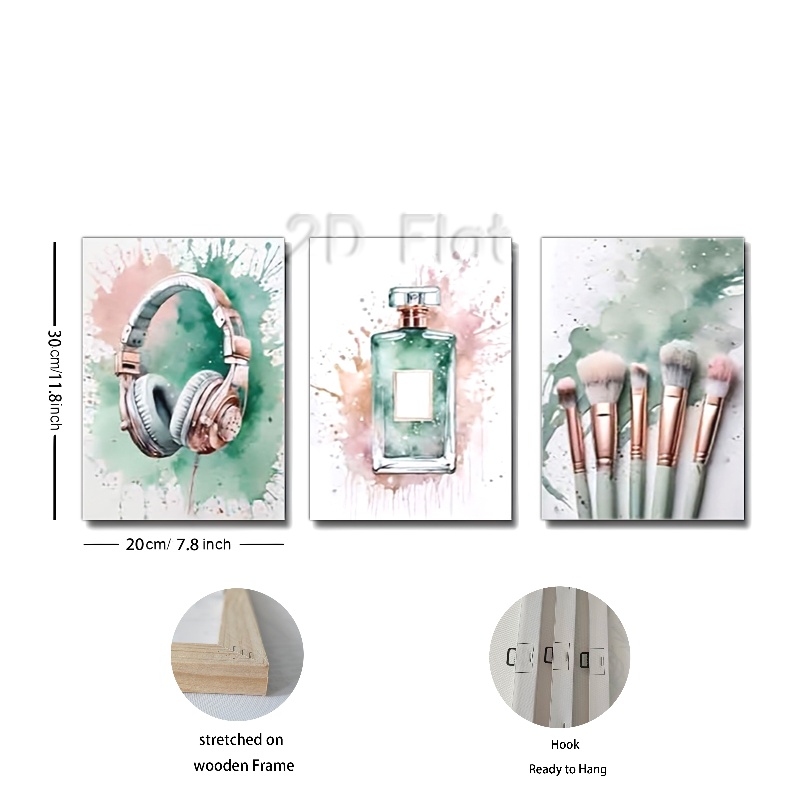 2D Flat
30cm/11.8inch
20cm/ 7.8 inch
stretched on
wooden Frame
Hook
Ready to Hang